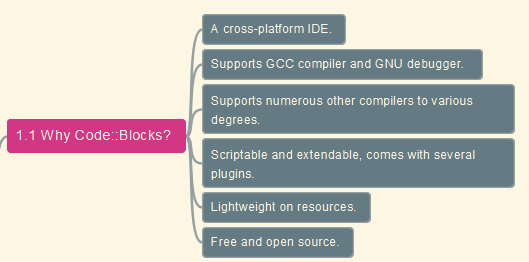 A cross-platform IDE.
Supports GCC compiler and GNU debugger.
Supports numerous other compilers to various
degrees.
1.1 Why Code::Blocks?
Scriptable and extendable, comes with several
plugins.
Lightweight on resources.
Free and open source.